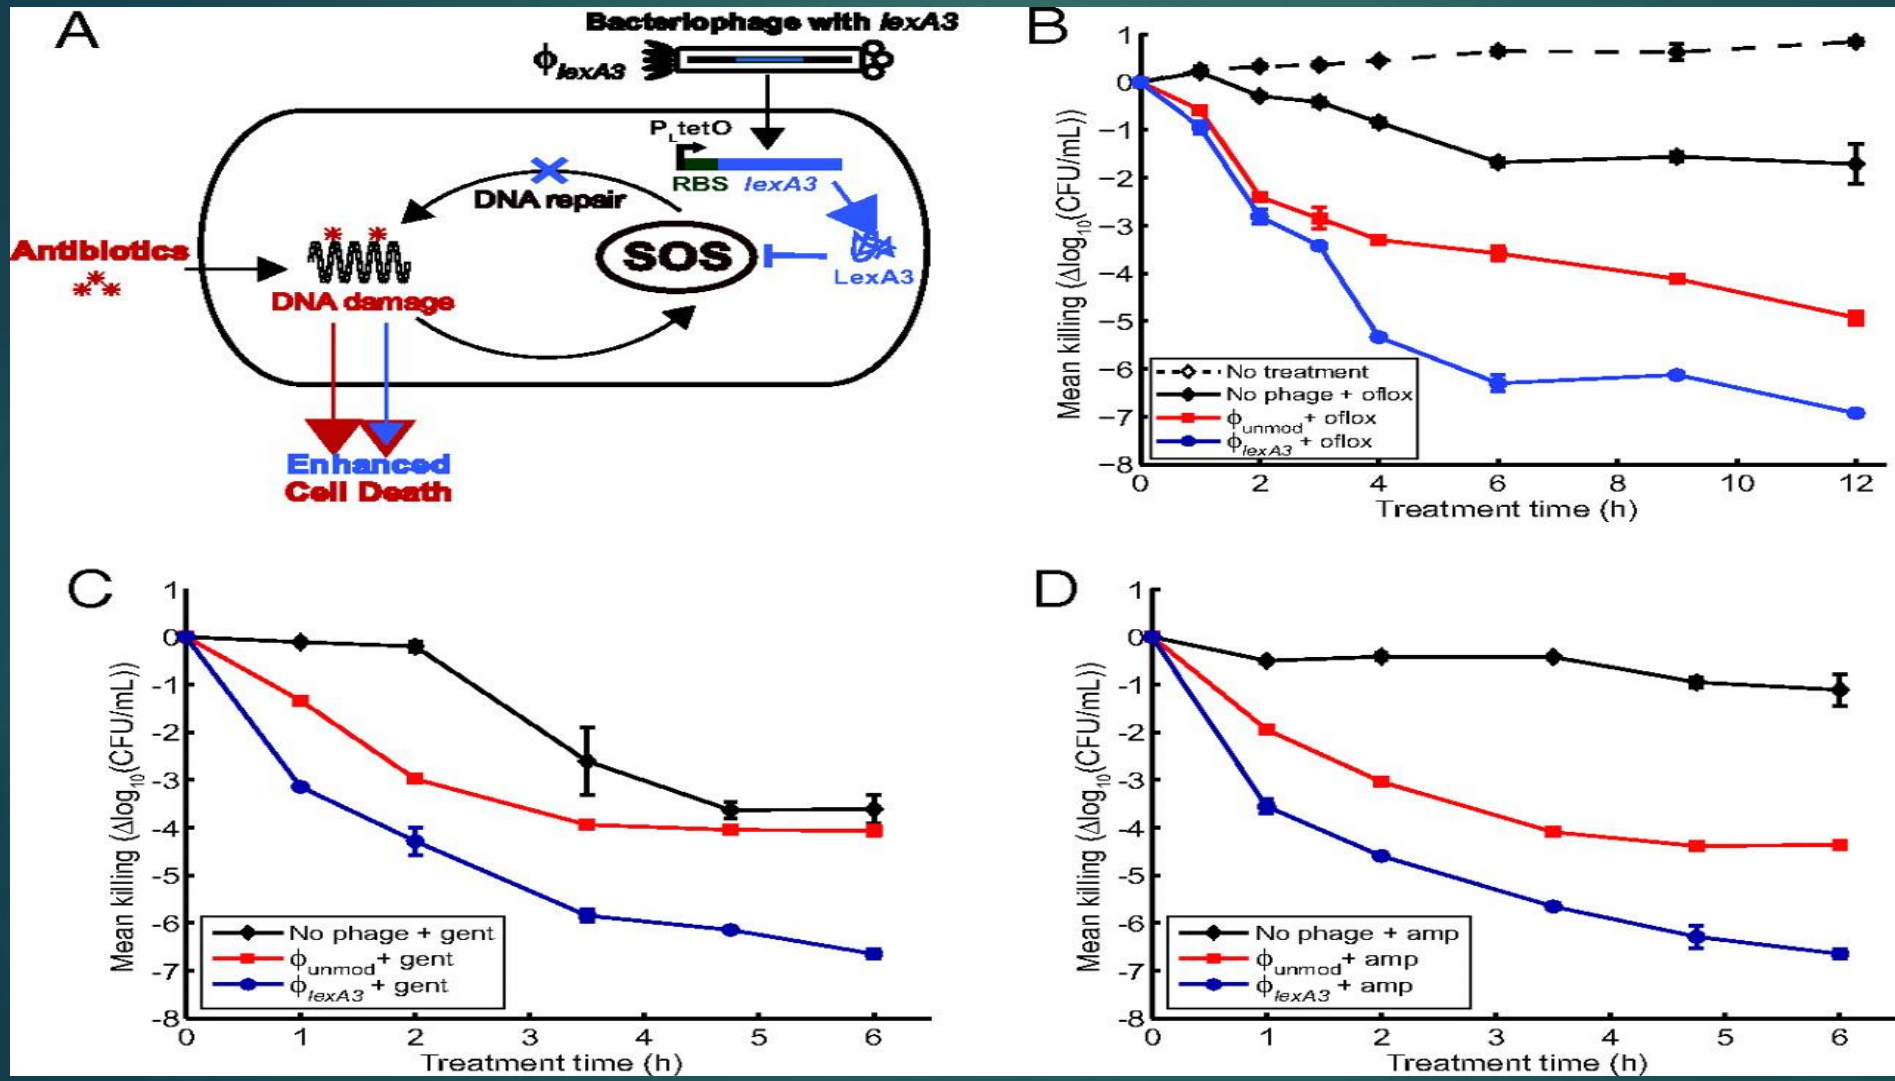 A
Bacteriophage with lexA3
ϕlexA3
PLtetO
RBS lexA3
DNA repair
Antibiotics
SOS
LexA3
DNA damage
Enhanced
Cell Death
B
Mean killing (Δlog10(CFU/mL))
1
0
−1
−2
−3
−4
−5
−6
−7
−8
No treatment
No phage + oflox
ϕunmod+ oflox
ϕlexA3 + oflox
0 2 4 6 8 10 12
Treatment time (h)
C
Mean killing (Δlog10(CFU/mL))
1
0
-1
-2
-3
-4
-5
-6
-7
-8
No phage + gent
ϕunmod+ gent
ϕlexA3 + gent
0 1 2 3 4 5 6
Treatment time (h)
D
Mean killing (Δlog10(CFU/mL))
1
0
-1
-2
-3
-4
-5
-6
-7
-8
No phage + amp
ϕunmod+ amp
ϕlexA3 + amp
0 1 2 3 4 5 6
Treatment time (h)